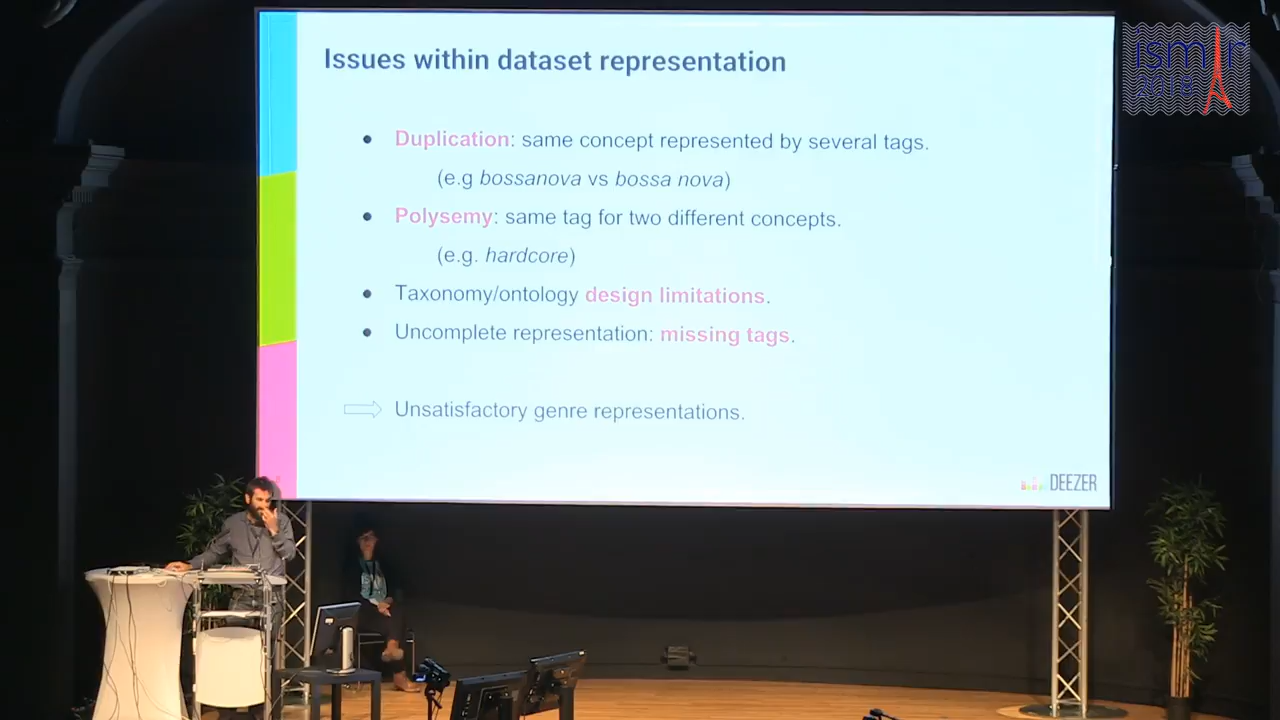 Issues within dataset representation
ismir
2018
● Duplication: same concept represented by several tags.
(e.g bossanova vs bossa nova)
● Polysemy: same tag for two different concepts.
(e.g. hardcore)
● Taxonomy/ontology design limitations.
● Uncomplete representation: missing tags.
Unsatisfactory genre representations.
DEEZER